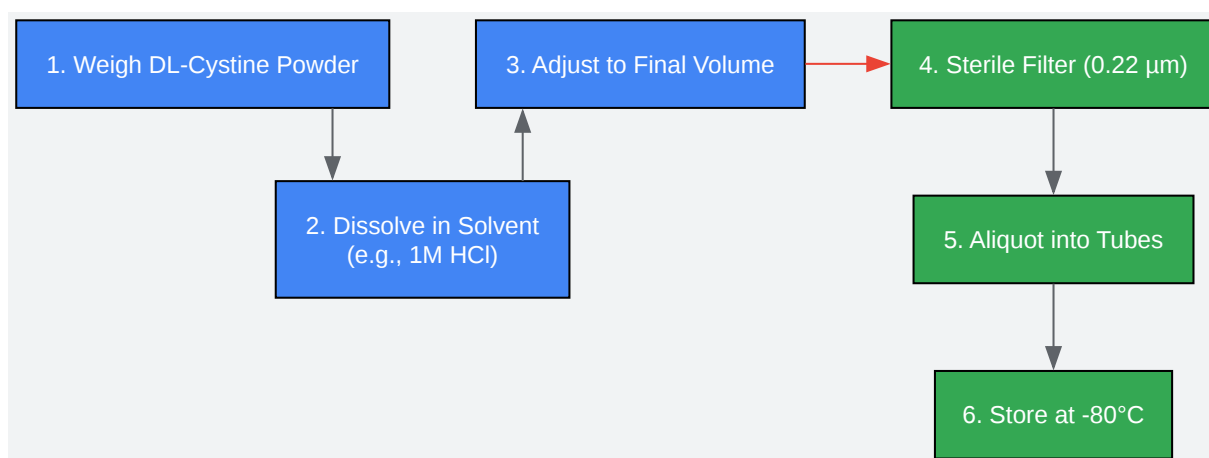 1. Weigh DL-Cystine Powder
2. Dissolve in Solvent
(e.g., 1M HCl)
3. Adjust to Final Volume
4. Sterile Filter (0.22 µm)
5. Aliquot into Tubes
6. Store at -80°C